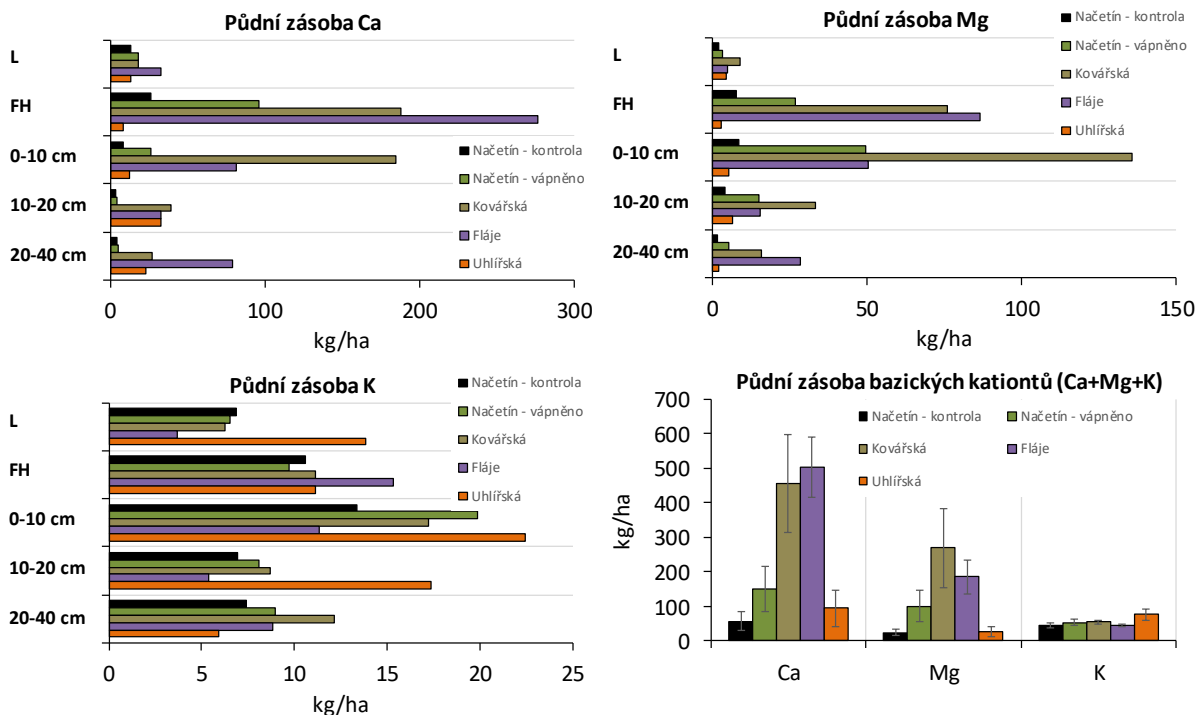 Půdní zásoba Ca
L
FH
0-10 cm
10-20 cm
20-40 cm
Načetín - kontrola
Načetín - vápněno
Kovářská
Fláje
Uhlířská
0 100 200 300
kg/ha
Půdní zásoba Mg
L
FH
0-10 cm
10-20 cm
20-40 cm
Načetín - kontrola
Načetín - vápněno
Kovářská
Fláje
Uhlířská
0 50 100 150
kg/ha
Půdní zásoba K
L
FH
0-10 cm
10-20 cm
20-40 cm
Načetín - kontrola
Načetín - vápněno
Kovářská
Fláje
Uhlířská
0 5 10 15 20 25
kg/ha
Půdní zásoba bazických kationtů (Ca+Mg+K)
Načetín - kontrola Načetín - vápněno
Kovářská Fláje
Uhlířská
kg/ha
700
600
500
400
300
200
100
0
Ca Mg K